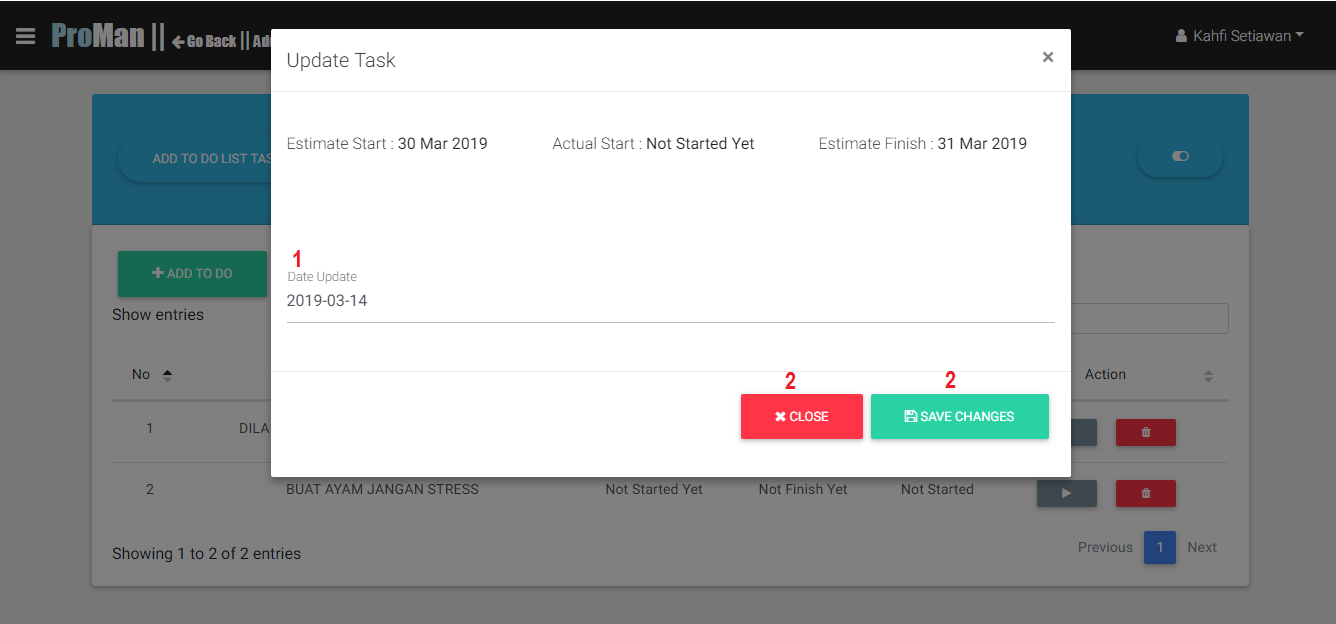 ProMan || Go Back || Ad
Kahfi Setiawan
Update Task
×
Estimate Start : 30 Mar 2019
Actual Start : Not Started Yet
Estimate Finish : 31 Mar 2019
ADD TO DO LIST TAS
1
Date Update
2019-03-14
ADD TO DO
Show entries
2
2
CLOSE
SAVE CHANGES
No
Action
1
DILA
2
BUAT AYAM JANGAN STRESS
Not Started Yet
Not Finish Yet
Not Started
Showing 1 to 2 of 2 entries
Previous
1
Next